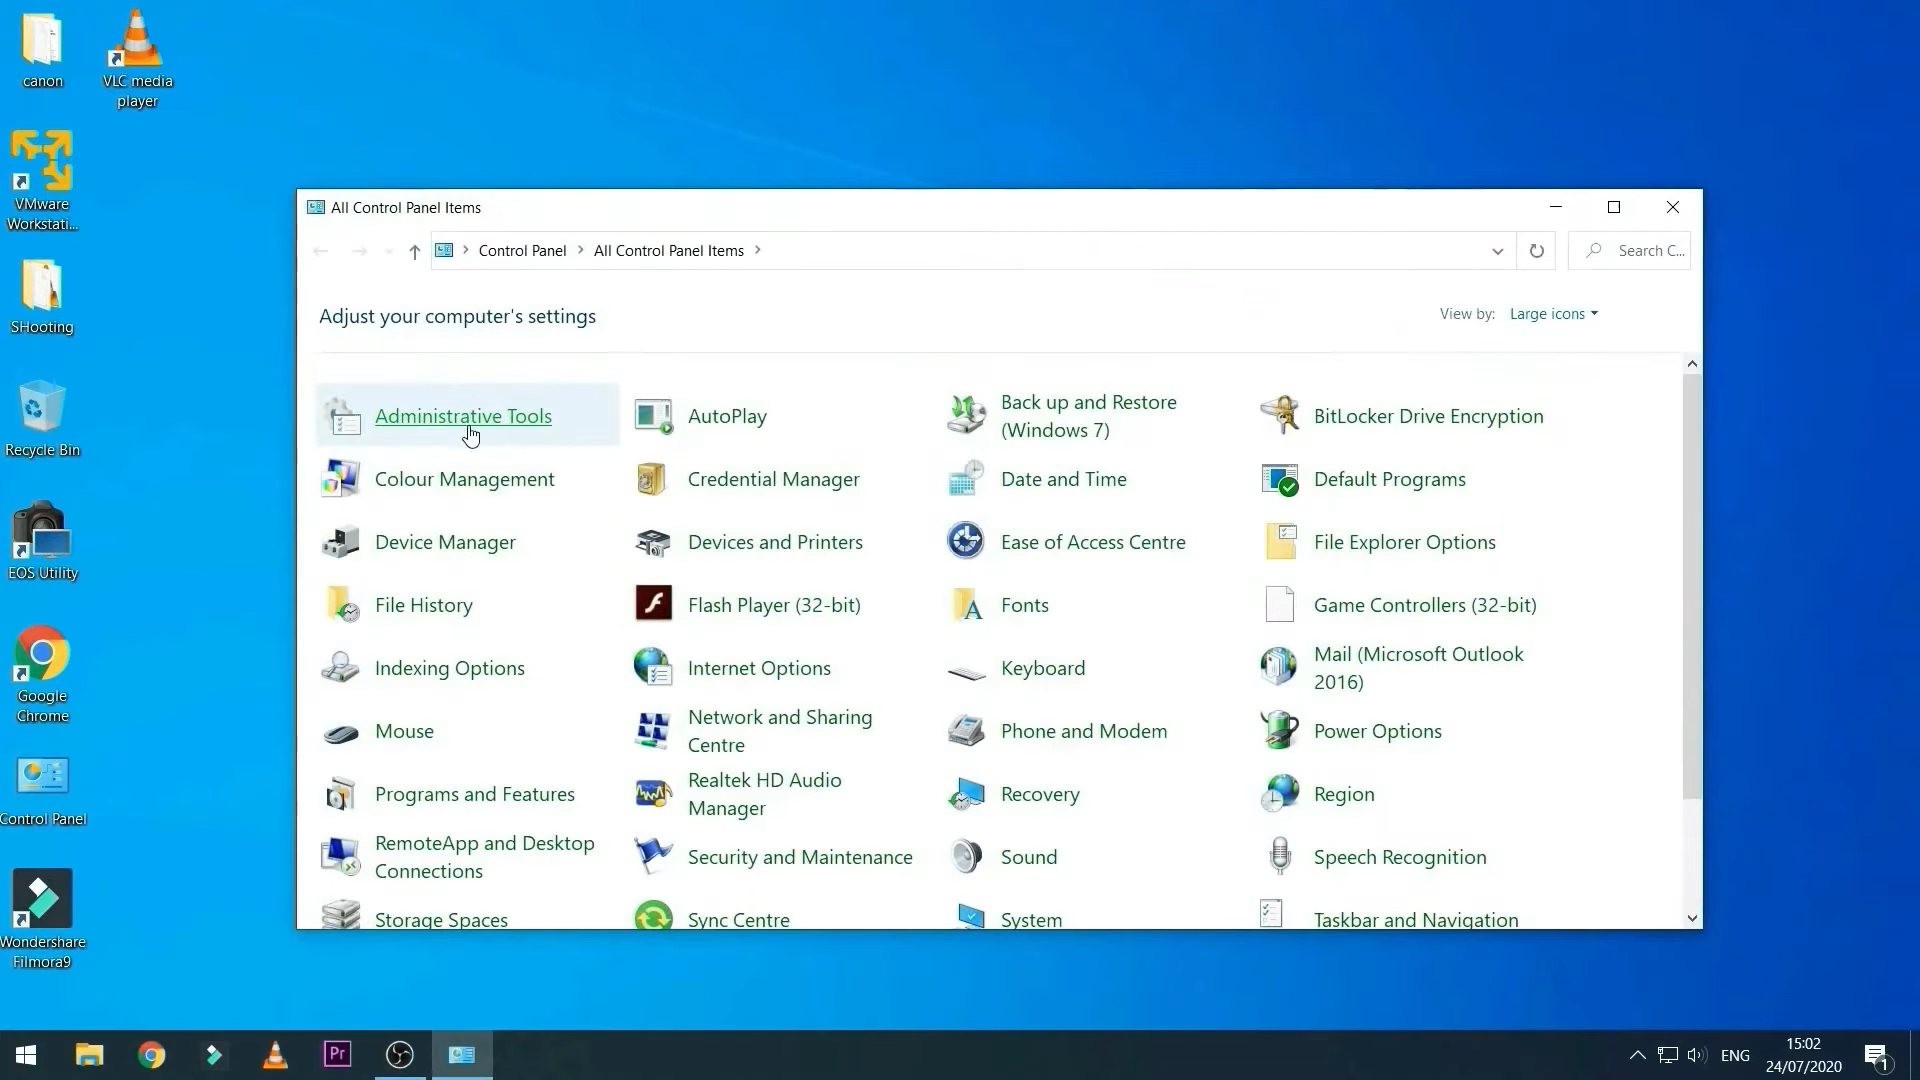 canon
VLC media
player
VMware
Workstati...
SHooting
Recycle Bin
EOS Utility
Google
Chrome
Control Panel
Wondershare
Filmora9
All Control Panel Items
Control Panel
All Control Panel Items
Search C...
Adjust your computer's settings
View by:
Large icons
Administrative Tools
AutoPlay
Back up and Restore
(Windows 7)
BitLocker Drive Encryption
Colour Management
Credential Manager
Date and Time
Default Programs
Device Manager
Devices and Printers
Ease of Access Centre
File Explorer Options
File History
Flash Player (32-bit)
Fonts
Game Controllers (32-bit)
Indexing Options
Internet Options
Keyboard
Mail (Microsoft Outlook
2016)
Mouse
Network and Sharing
Centre
Phone and Modem
Power Options
Programs and Features
Realtek HD Audio
Manager
Recovery
Region
RemoteApp and Desktop
Connections
Security and Maintenance
Sound
Speech Recognition
Storage Spaces
Sync Centre
System
Taskbar and Navigation
Pr
ENG
15:02
24/07/2020
1